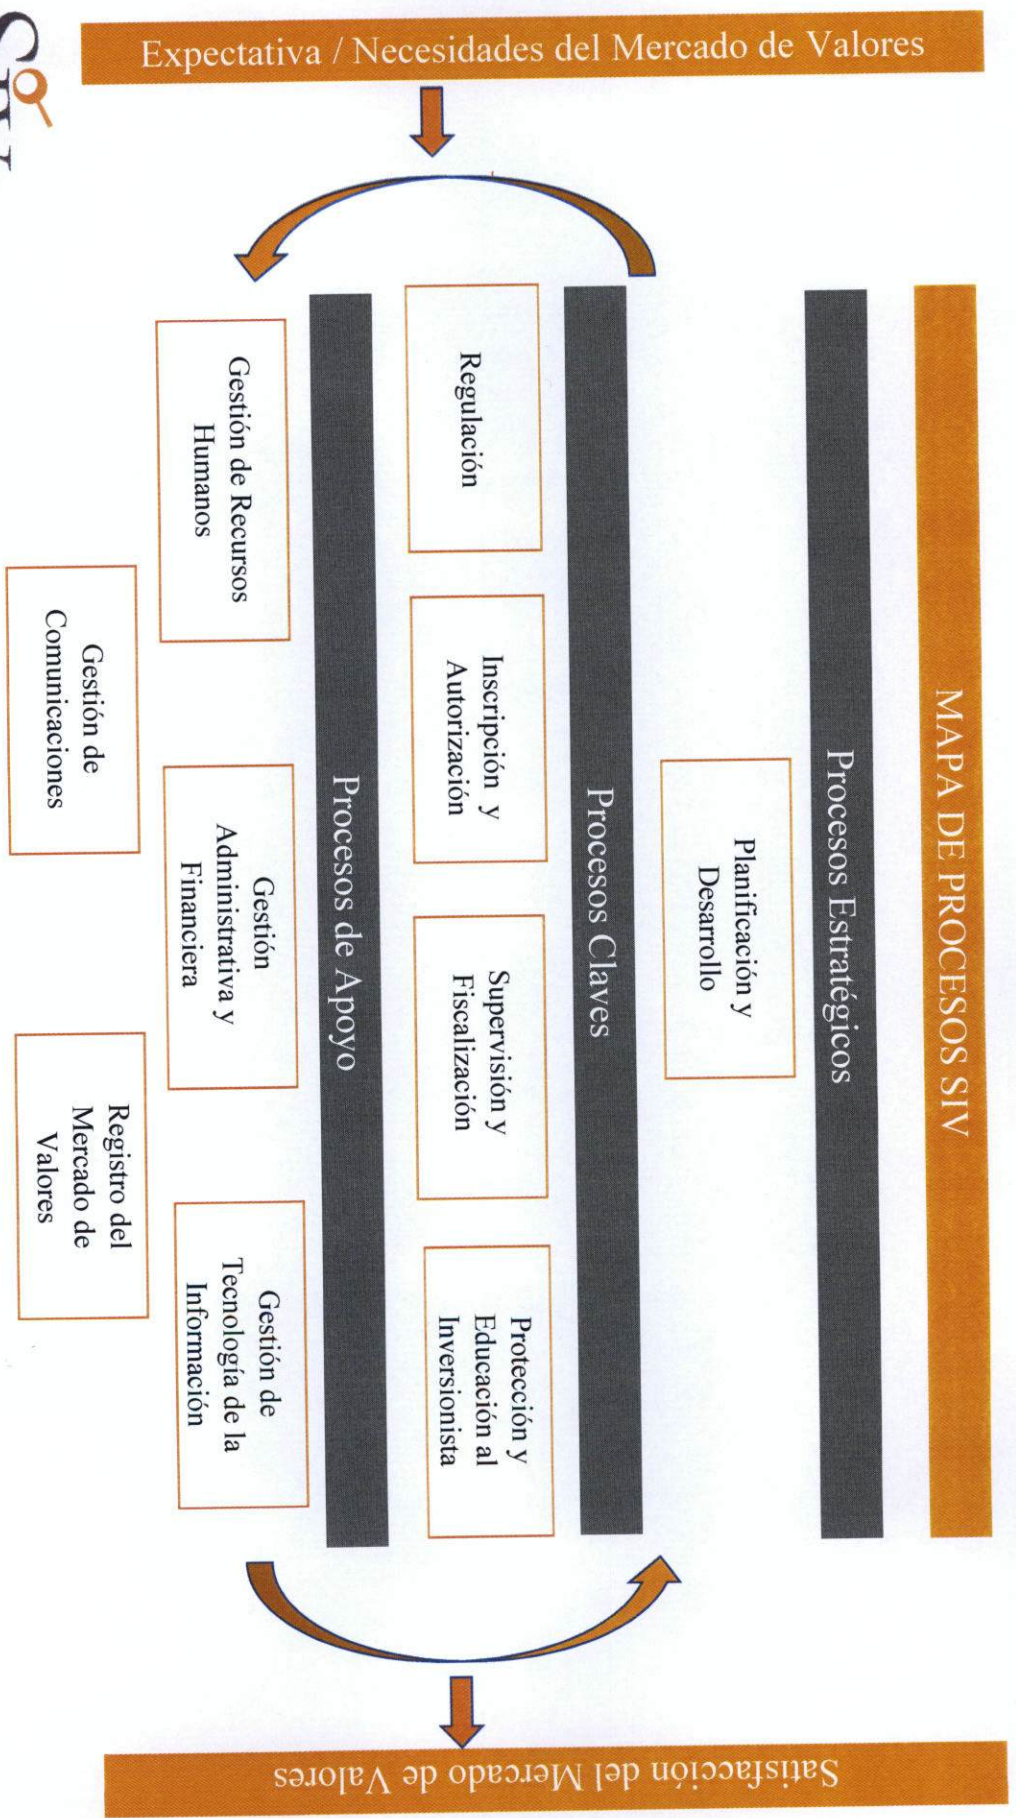 MAPA DE PROCESOS SIV
Expectativa / Necesidades del Mercado de Valores
Procesos Estratégicos
Planificación y
Desarrollo
Procesos Claves
Regulación
Inscripción y
Autorización
Supervisión y
Fiscalización
Protección y
Educación al
Inversionista
Procesos de Apoyo
Gestión de Recursos
Humanos
Gestión
Administrativa y
Financiera
Gestión de
Tecnología de la
Información
Gestión de
Comunicaciones
Registro del
Mercado de
Valores
Satisfacción del Mercado de Valores